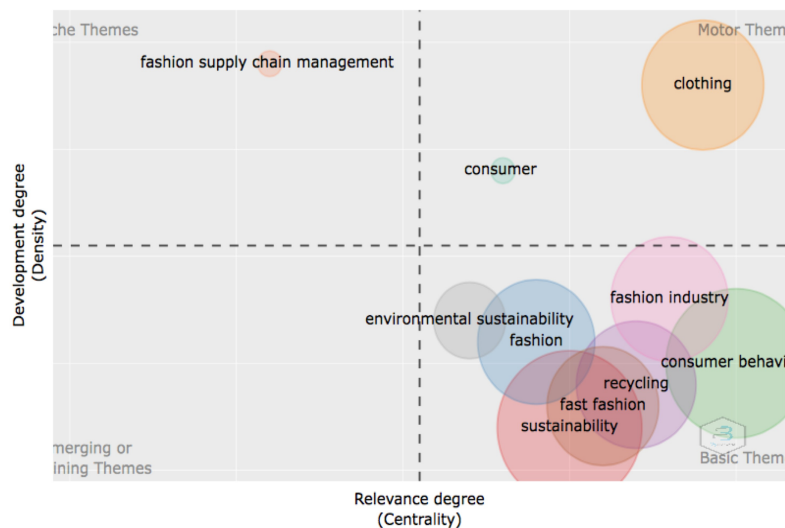 che Themes
Motor Them
fashion supply chain management
clothing
consumer
Development degree
(Density)
fashion industry
environmental sustainability
fashion
consumer behavi
recycling
fast fashion
sustainability
merging or
ining Themes
Basic Them
Relevance degree
(Centrality)